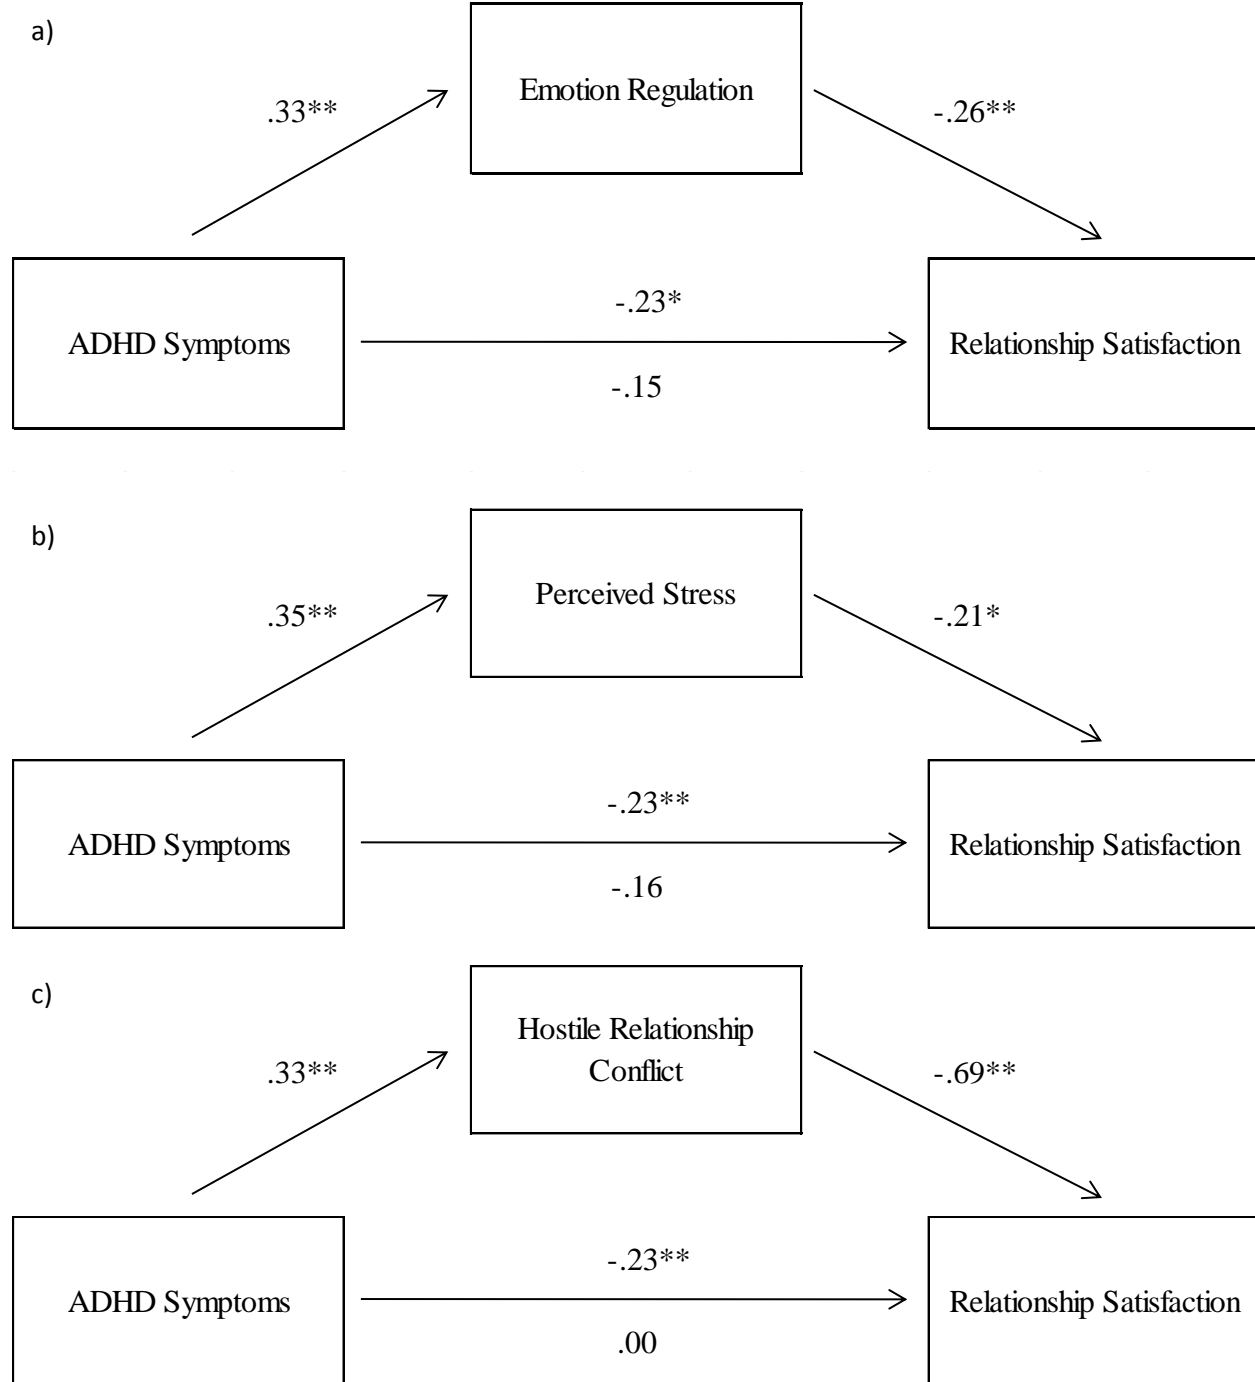 a)
Emotion Regulation
.33**
-.26**
ADHD Symptoms
-.23*
-.15
Relationship Satisfaction
b)
Perceived Stress
.35**
-.21*
ADHD Symptoms
-.23**
-.16
Relationship Satisfaction
c)
Hostile Relationship
Conflict
.33**
-.69**
ADHD Symptoms
-.23**
.00
Relationship Satisfaction